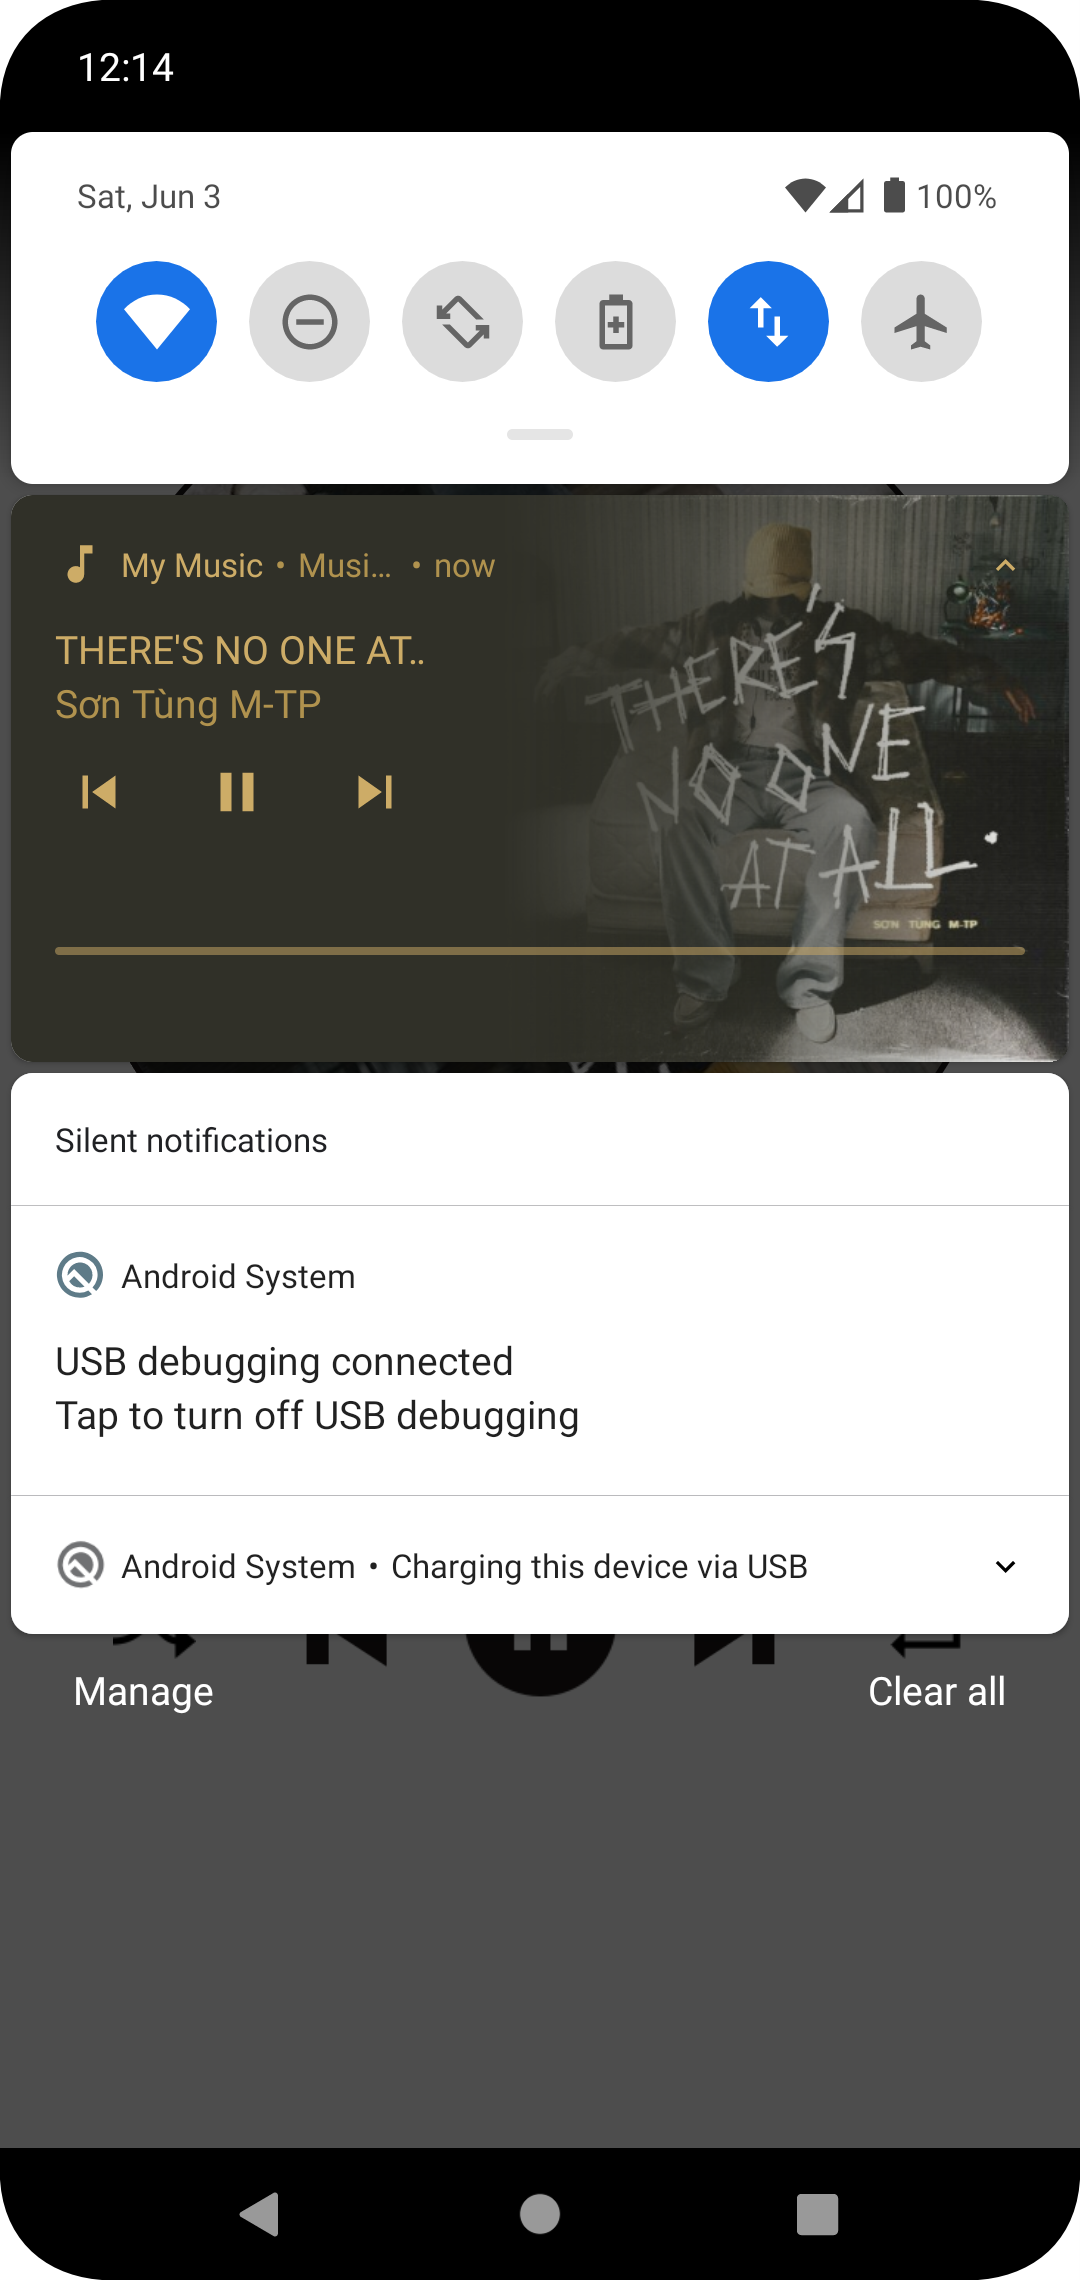 12:14
Sat, Jun 3
100%
My Music • Musi... • now
THERE'S NO ONE AT..
Sơn Tùng M-TP
THERE'S
NO ONE
AT ALL.
SƠN TÙNG M-TP
Silent notifications
Android System
USB debugging connected
Tap to turn off USB debugging
Android System • Charging this device via USB
Manage
Clear all